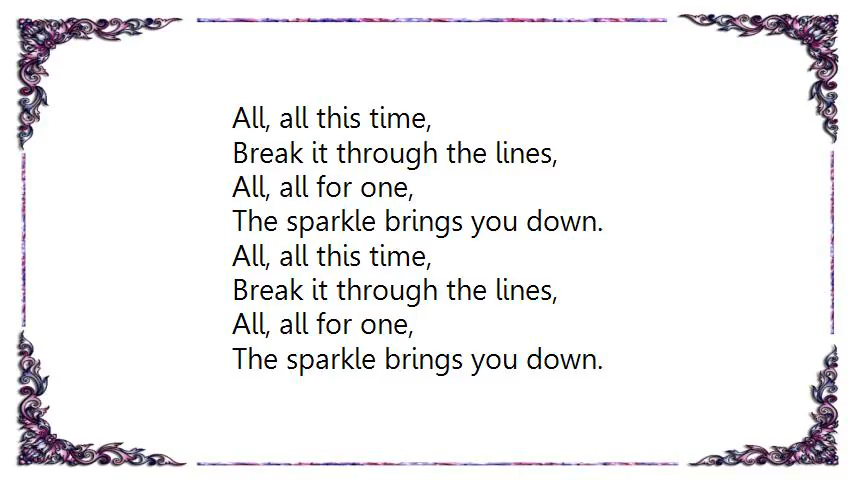 All, all this time,
Break it through the lines,
All, all for one,
The sparkle brings you down.
All, all this time,
Break it through the lines,
All, all for one,
The sparkle brings you down.